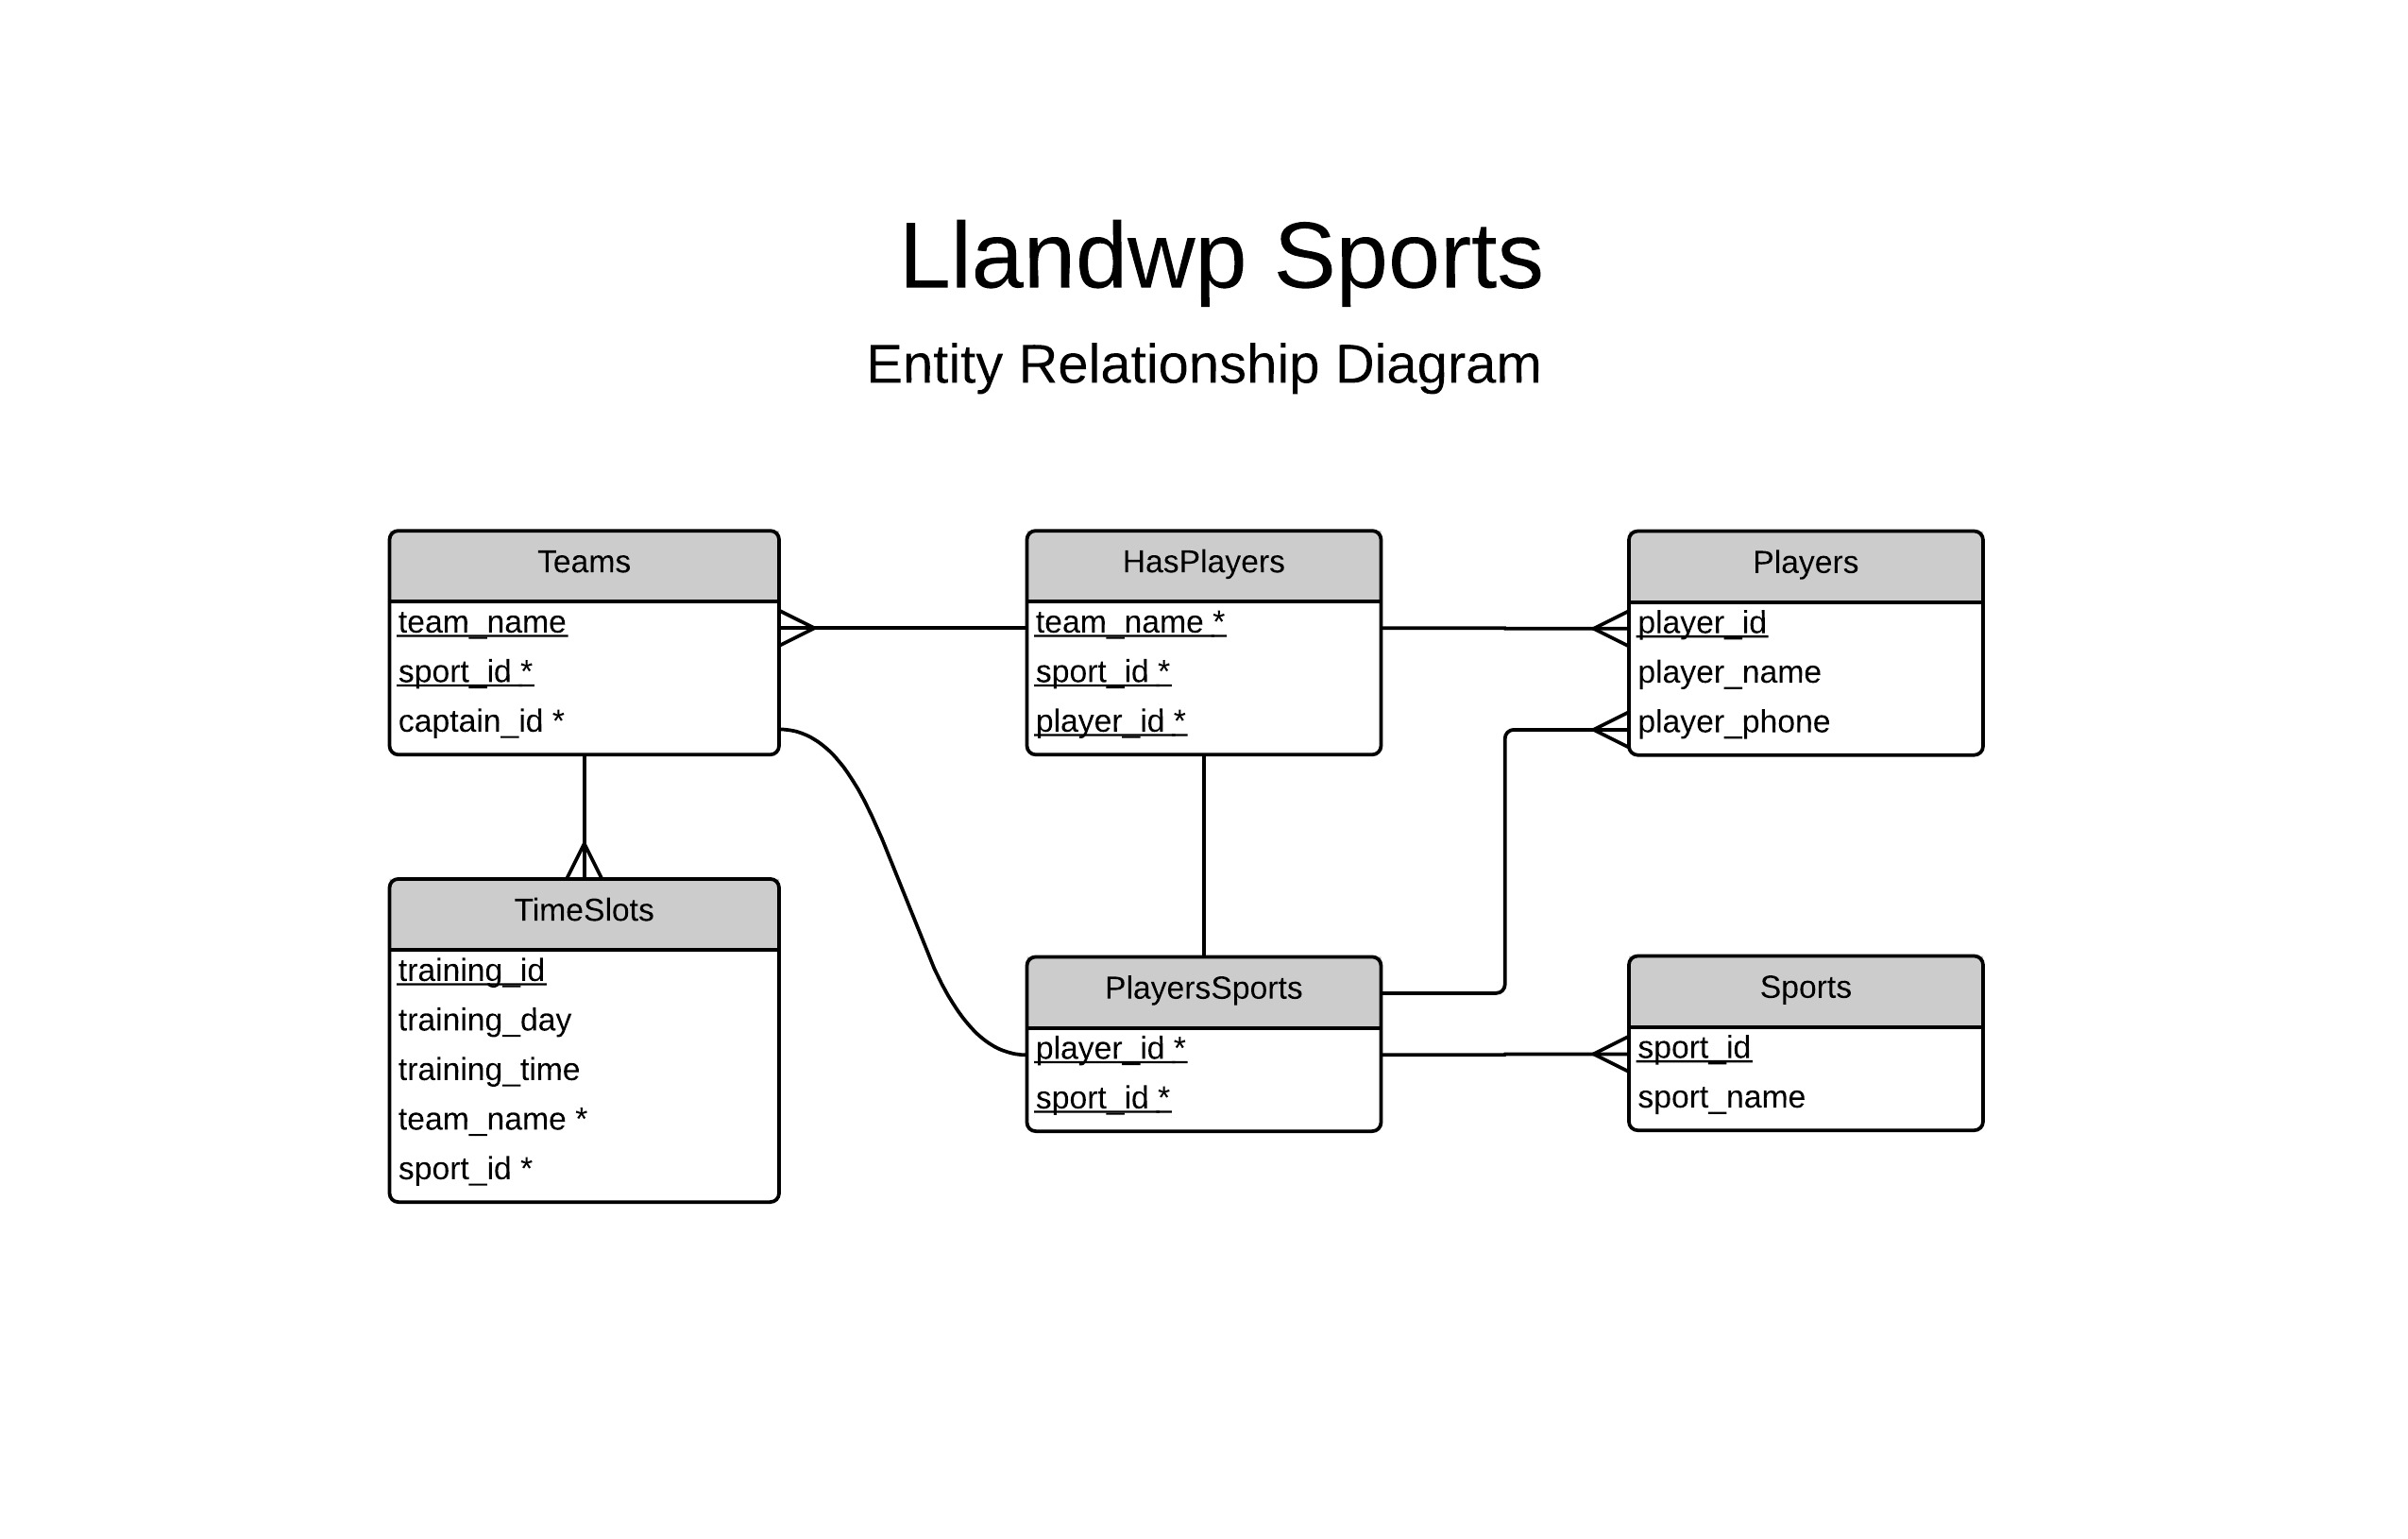 Llandwp Sports
Entity Relationship Diagram
Teams
team_name
sport_id *
captain_id *
HasPlayers
team_name *
sport_id *
player_id *
Players
player_id
player_name
player_phone
TimeSlots
training_id
training_day
training_time
team_name *
sport_id *
PlayersSports
player_id *
sport_id *
Sports
sport_id
sport_name